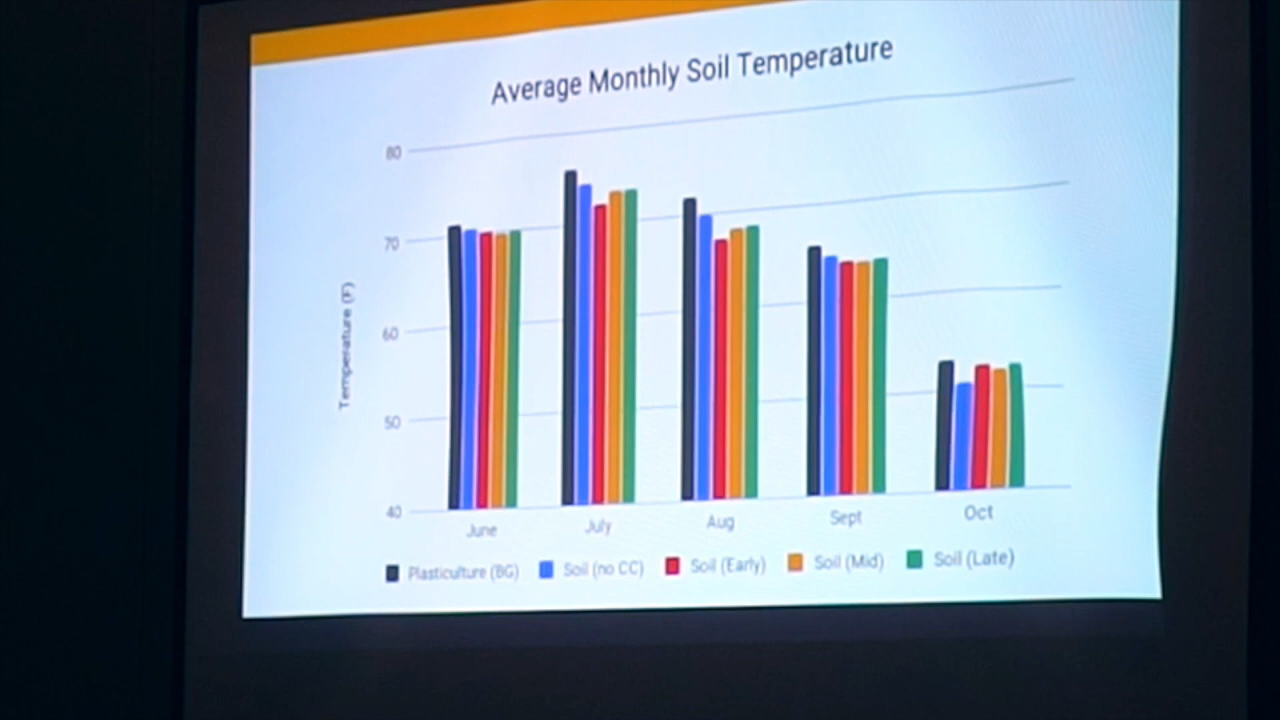 Average Monthly Soil Temperature
80
70
60
50
40
Temperature (F)
June July Aug Sept Oct
Plasticulture (BG) Soil (no CC) Soil (Early) Soil (Mid) Soil (Late)